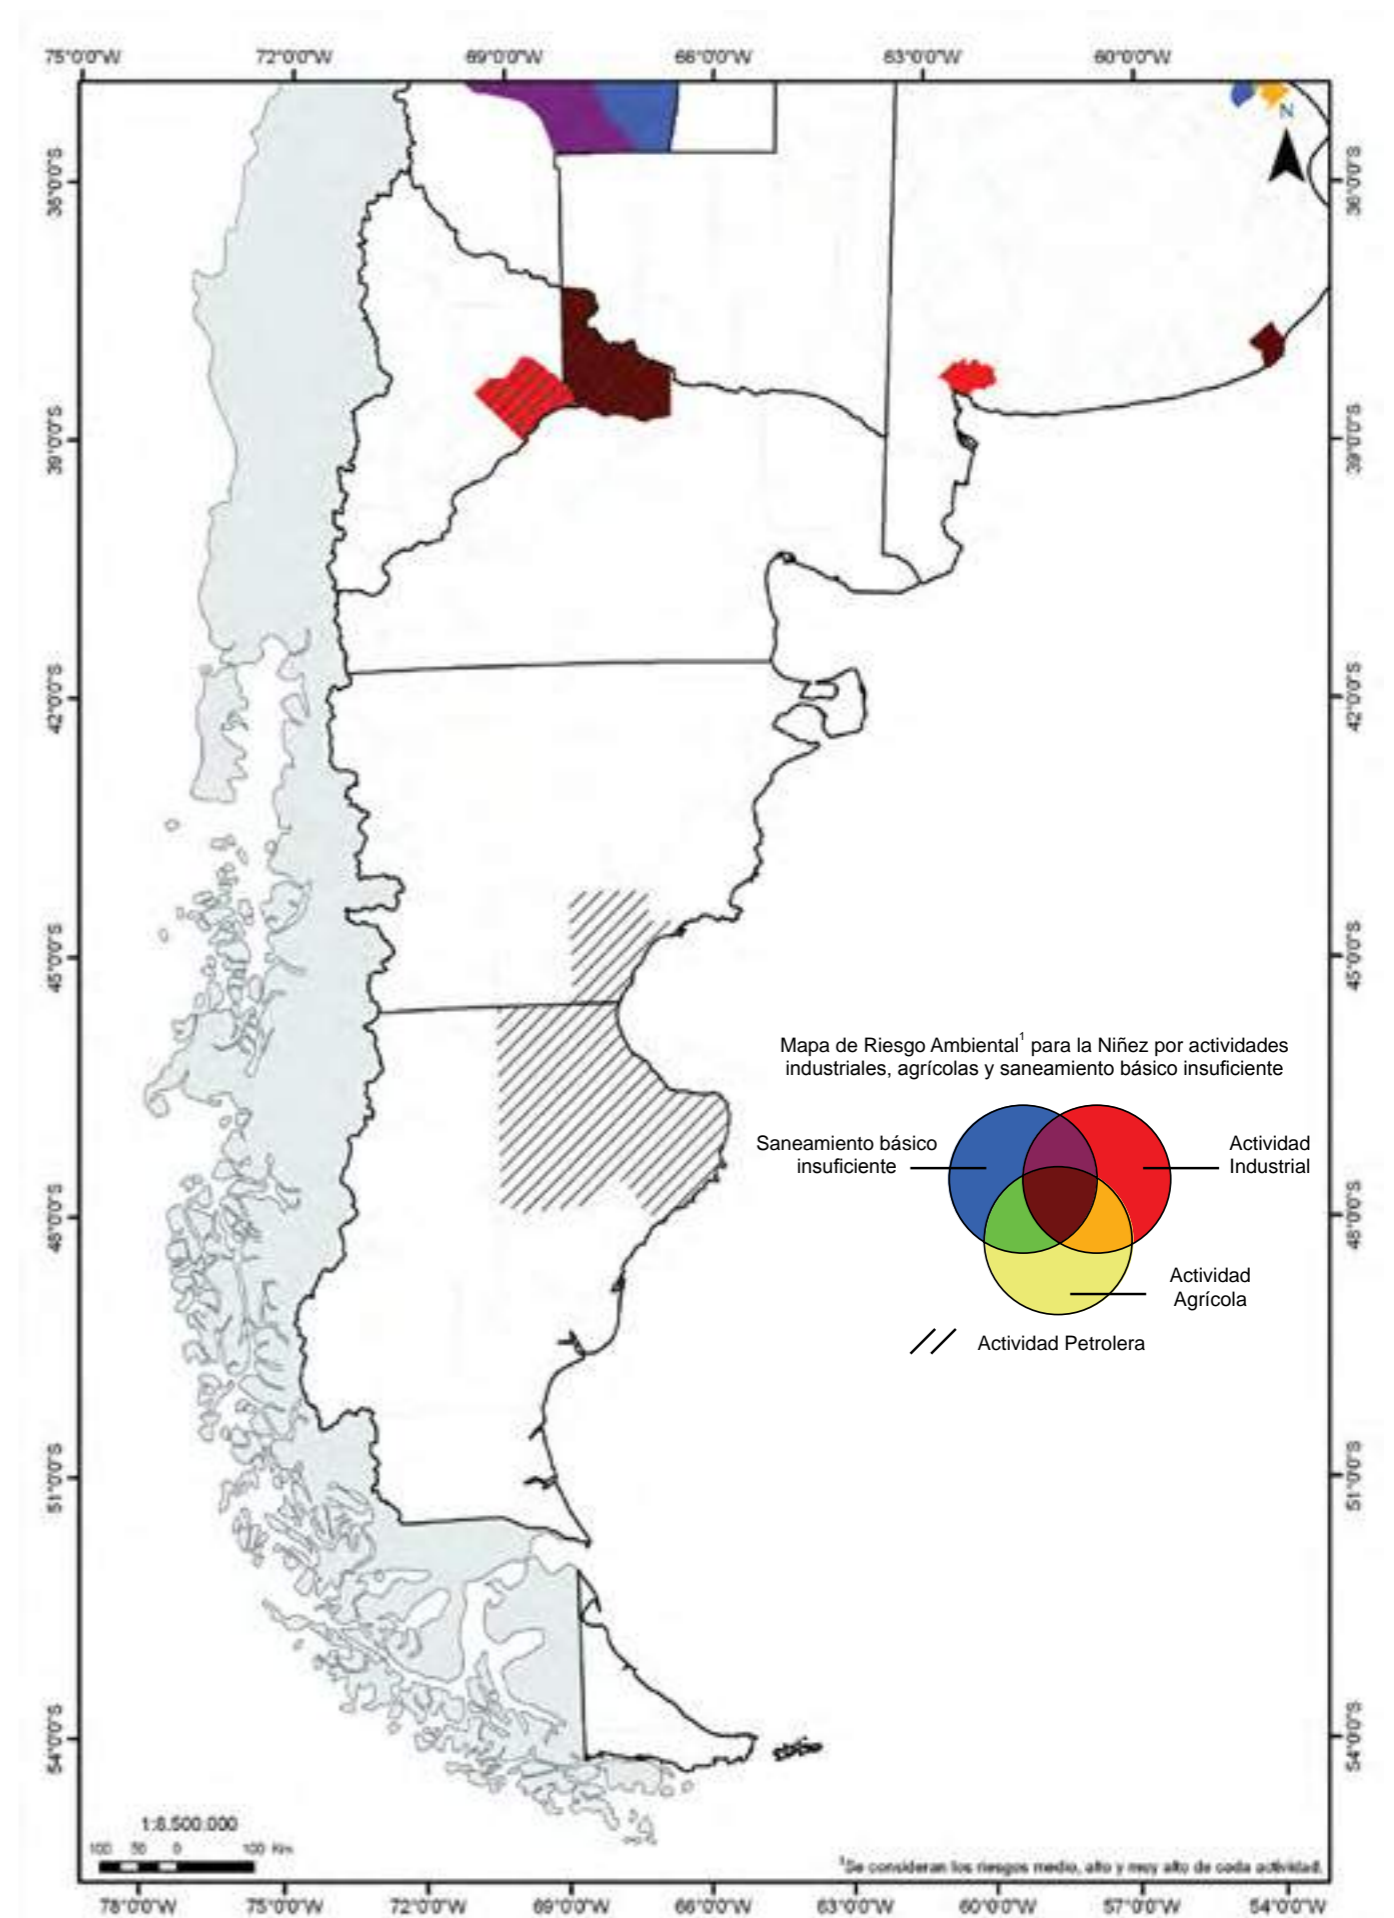 75°0'0"W 72°0'0"W 69°0'0"W 66°0'0"W 63°0'0"W 60°0'0"W
N
36°0'0"S 36°0'0"S
39°0'0"S 39°0'0"S
42°0'0"S 42°0'0"S
45°0'0"S 45°0'0"S
Mapa de Riesgo Ambiental¹ para la Niñez por actividades
industriales, agrícolas y saneamiento básico insuficiente
Saneamiento básico
insuficiente
Actividad
Industrial
48°0'0"S 48°0'0"S
Actividad
Agrícola
Actividad Petrolera
51°0'0"S 51°0'0"S
54°0'0"S 54°0'0"S
1:8.500.000
100 50 0 100 Km
¹Se consideran los riesgos medio, alto y muy alto de cada actividad.
78°0'0"W 75°0'0"W 72°0'0"W 69°0'0"W 66°0'0"W 63°0'0"W 60°0'0"W 57°0'0"W 54°0'0"W